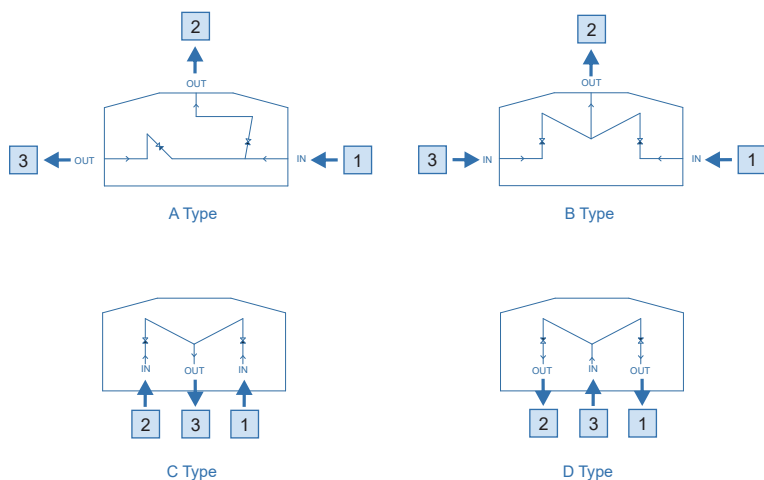 2 2
OUT OUT
3 OUT IN 1 3 IN IN 1
A Type B Type
IN OUT IN OUT IN OUT
2 3 1 2 3 1
C Type D Type